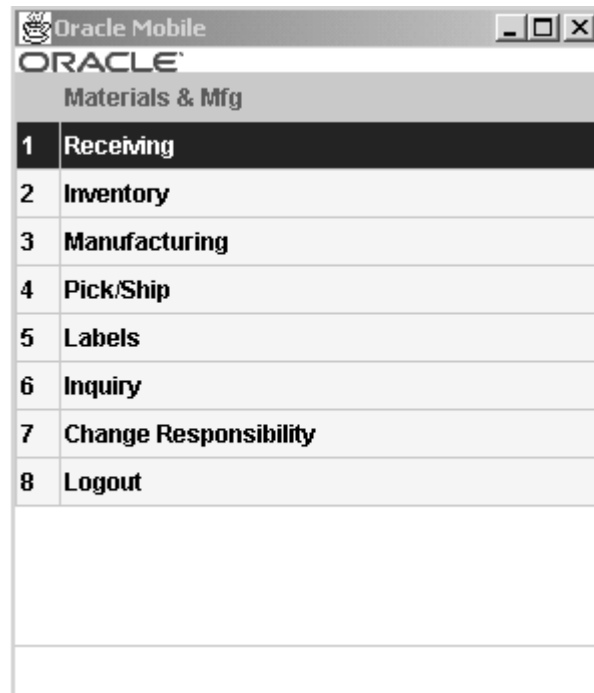 Oracle Mobile
ORACLE
Materials & Mfg
1 Receiving
2 Inventory
3 Manufacturing
4 Pick/Ship
5 Labels
6 Inquiry
7 Change Responsibility
8 Logout